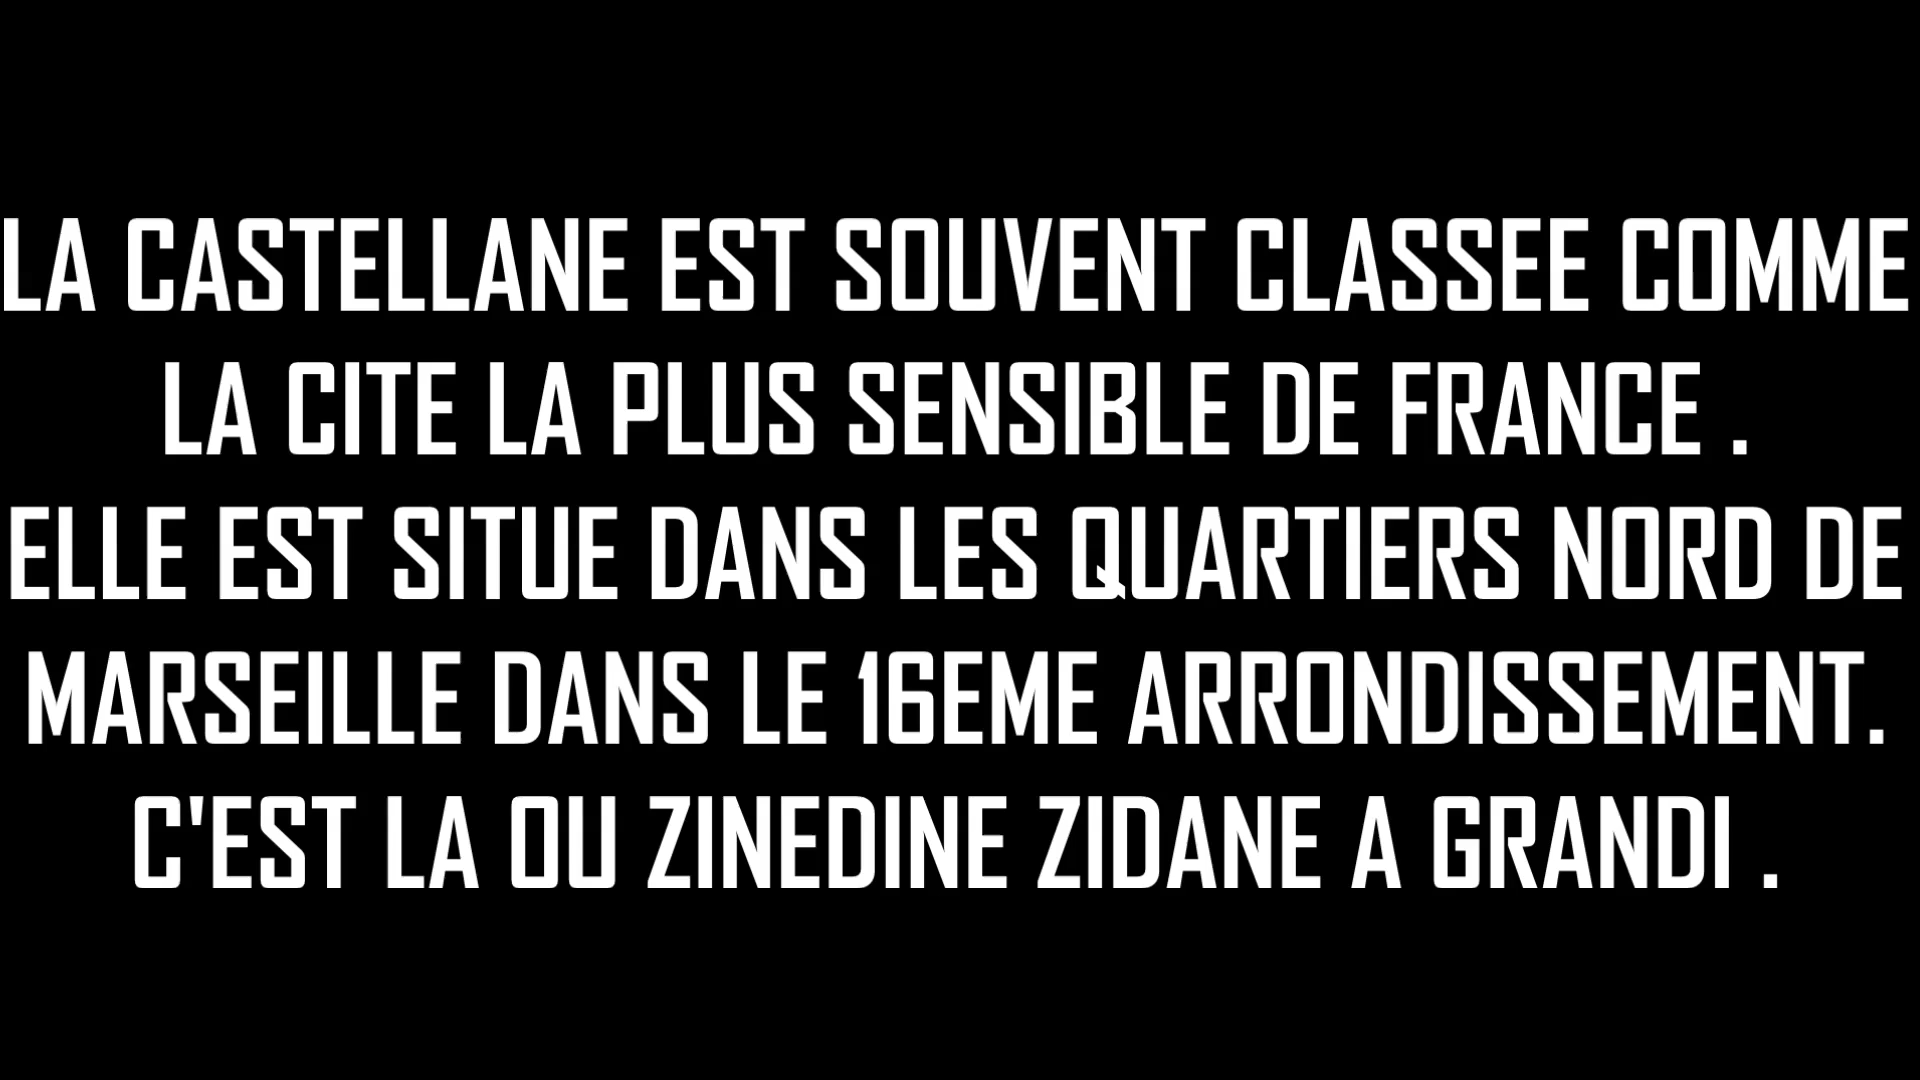 LA CASTELLANE EST SOUVENT CLASSEE COMME
LA CITE LA PLUS SENSIBLE DE FRANCE .
ELLE EST SITUE DANS LES QUARTIERS NORD DE
MARSEILLE DANS LE 16EME ARRONDISSEMENT.
C'EST LA OU ZINEDINE ZIDANE A GRANDI .